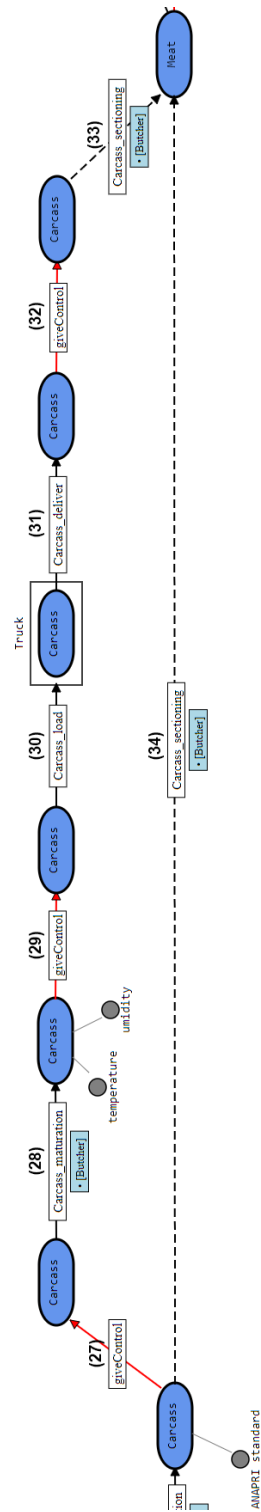 Meat
(33)
Carcass_sectioning
• [Butcher]
Carcass
(32)
giveControl
Carcass
(31)
Carcass_deliver
Truck
Carcass
(30)
Carcass_load
(34)
Carcass_sectioning
• [Butcher]
Carcass
(29)
giveControl
Carcass
umidity
temperature
(28)
Carcass_maturation
• [Butcher]
Carcass
(27)
giveControl
Carcass
ANAPRI standard